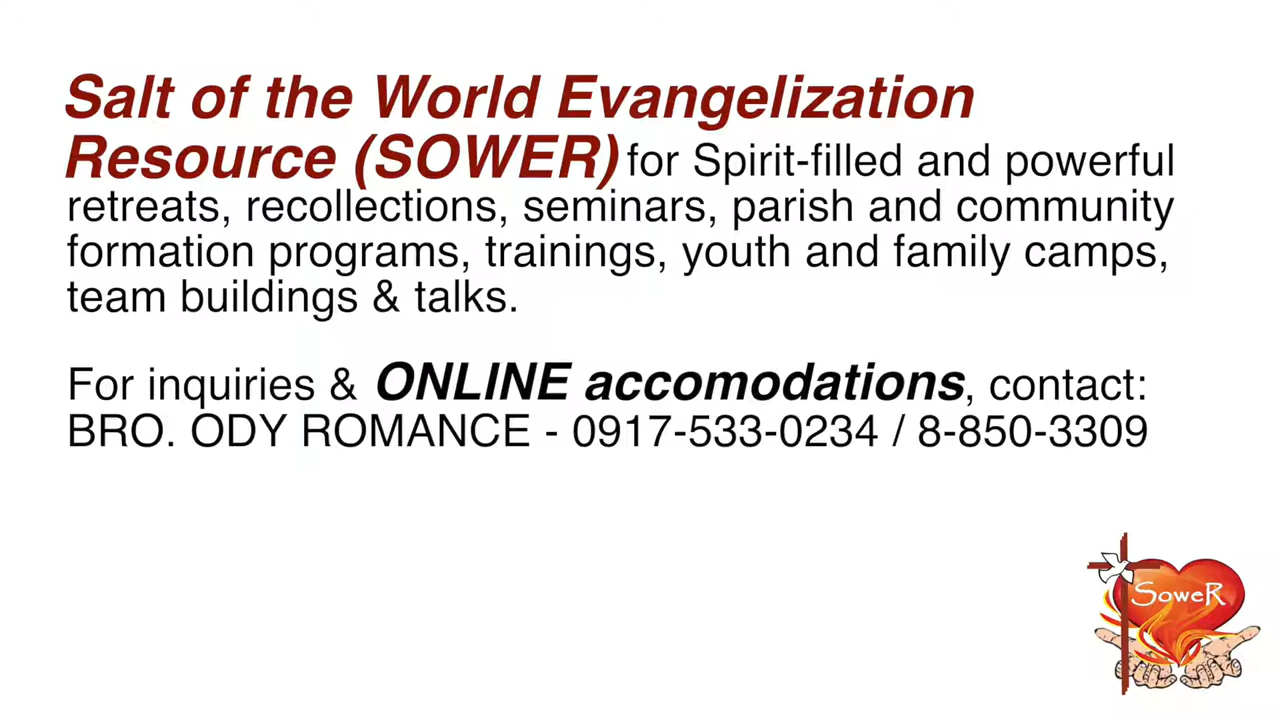 Salt of the World Evangelization
Resource (SOWER) for Spirit-filled and powerful
retreats, recollections, seminars, parish and community
formation programs, trainings, youth and family camps,
team buildings & talks.
For inquiries & ONLINE accomodations, contact:
BRO. ODY ROMANCE - 0917-533-0234 / 8-850-3309
SoweR